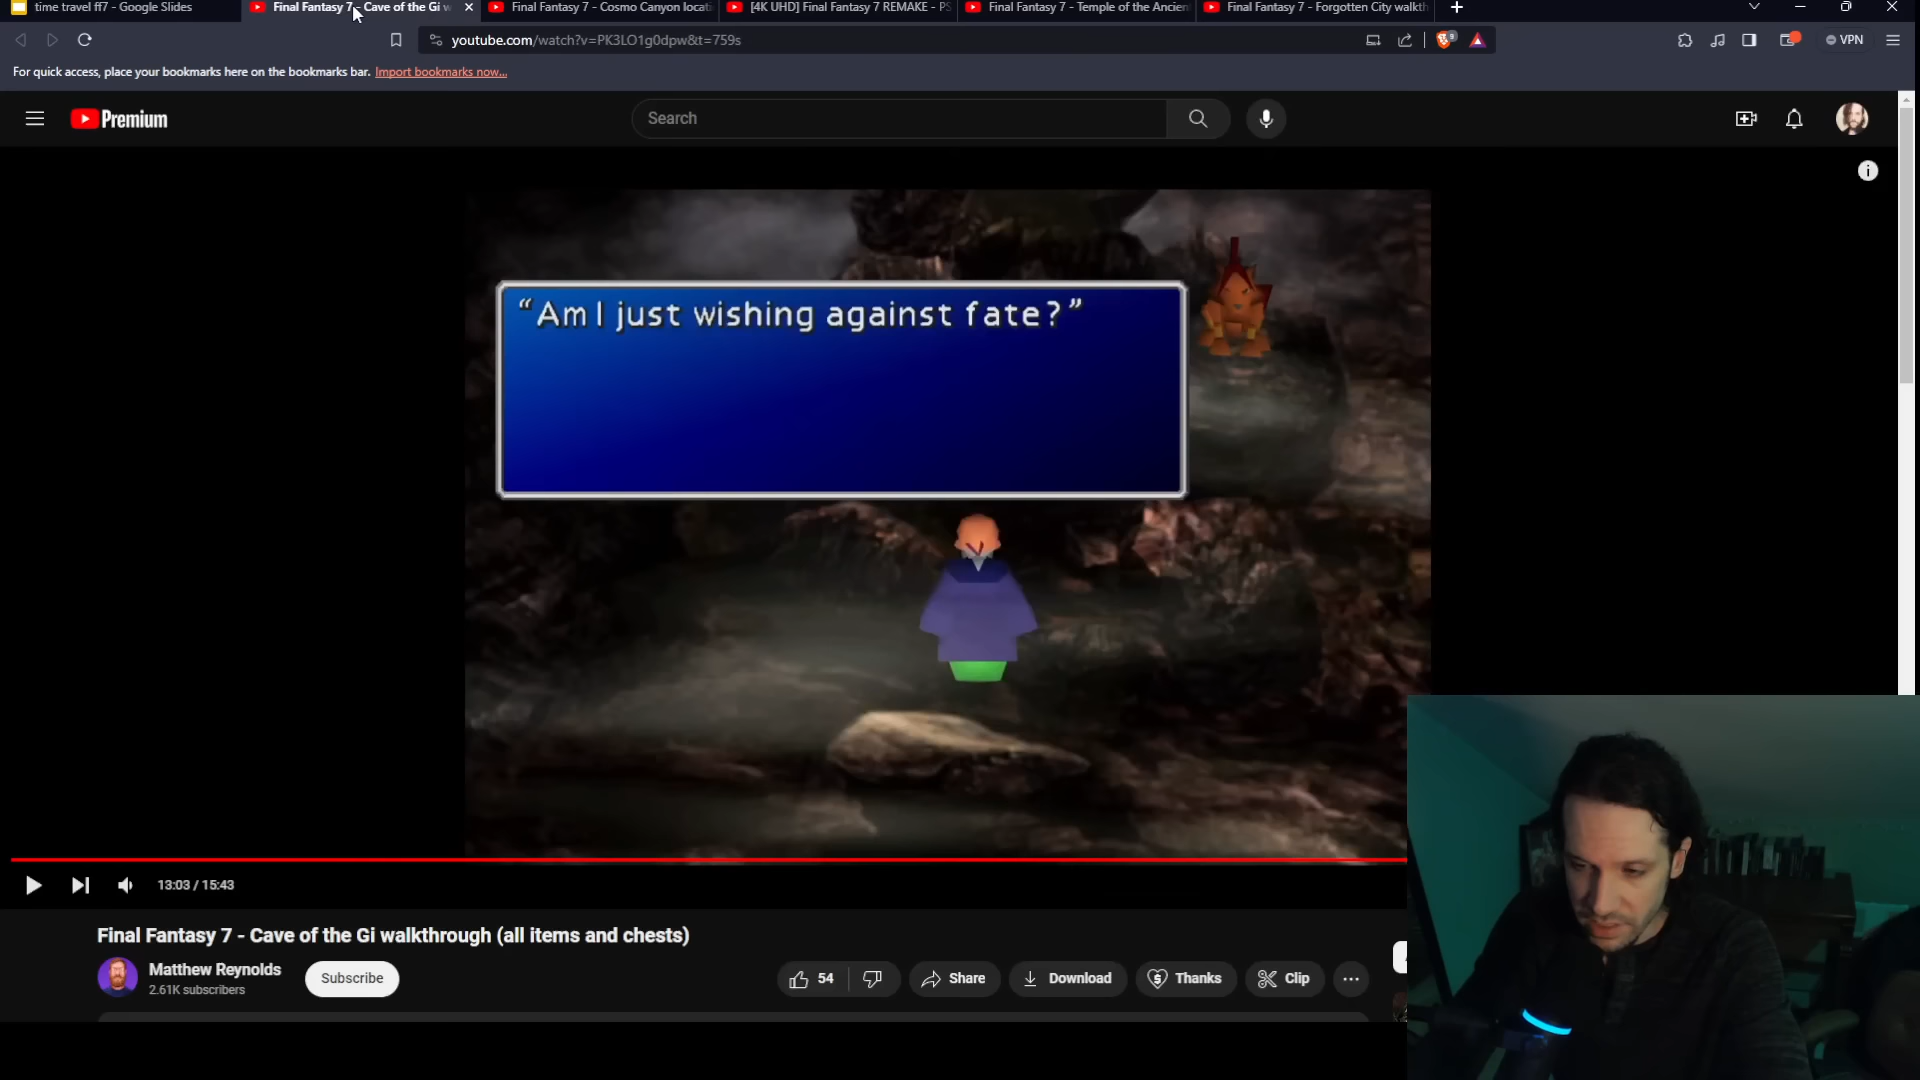 time travel ff7 - Google Slides
Final Fantasy 7 - Cave of the Gi w
Final Fantasy 7 - Cosmo Canyon locati
[4K UHD] Final Fantasy 7 REMAKE - PS
Final Fantasy 7 - Temple of the Ancien
Final Fantasy 7 - Forgotten City walkth
youtube.com/watch?v=PK3LO1g0dpw&t=759s
9
VPN
For quick access, place your bookmarks here on the bookmarks bar. Import bookmarks now...
Premium
Search
“Am I just wishing against fate?”
13:03 / 15:43
Final Fantasy 7 - Cave of the Gi walkthrough (all items and chests)
Matthew Reynolds
2.61K subscribers
Subscribe
54
Share
Download
Thanks
Clip